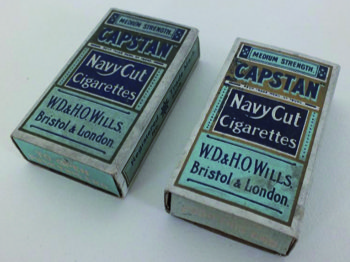 MEDIUM STRENGTH
CAPSTAN
Navy Cut
Cigarettes
W.D.& H.O. WILLS.
Bristol & London.
MEDIUM STRENGTH
CAPSTAN
Navy Cut
Cigarettes
W.D.& H.O. WILLS.
Bristol & London.